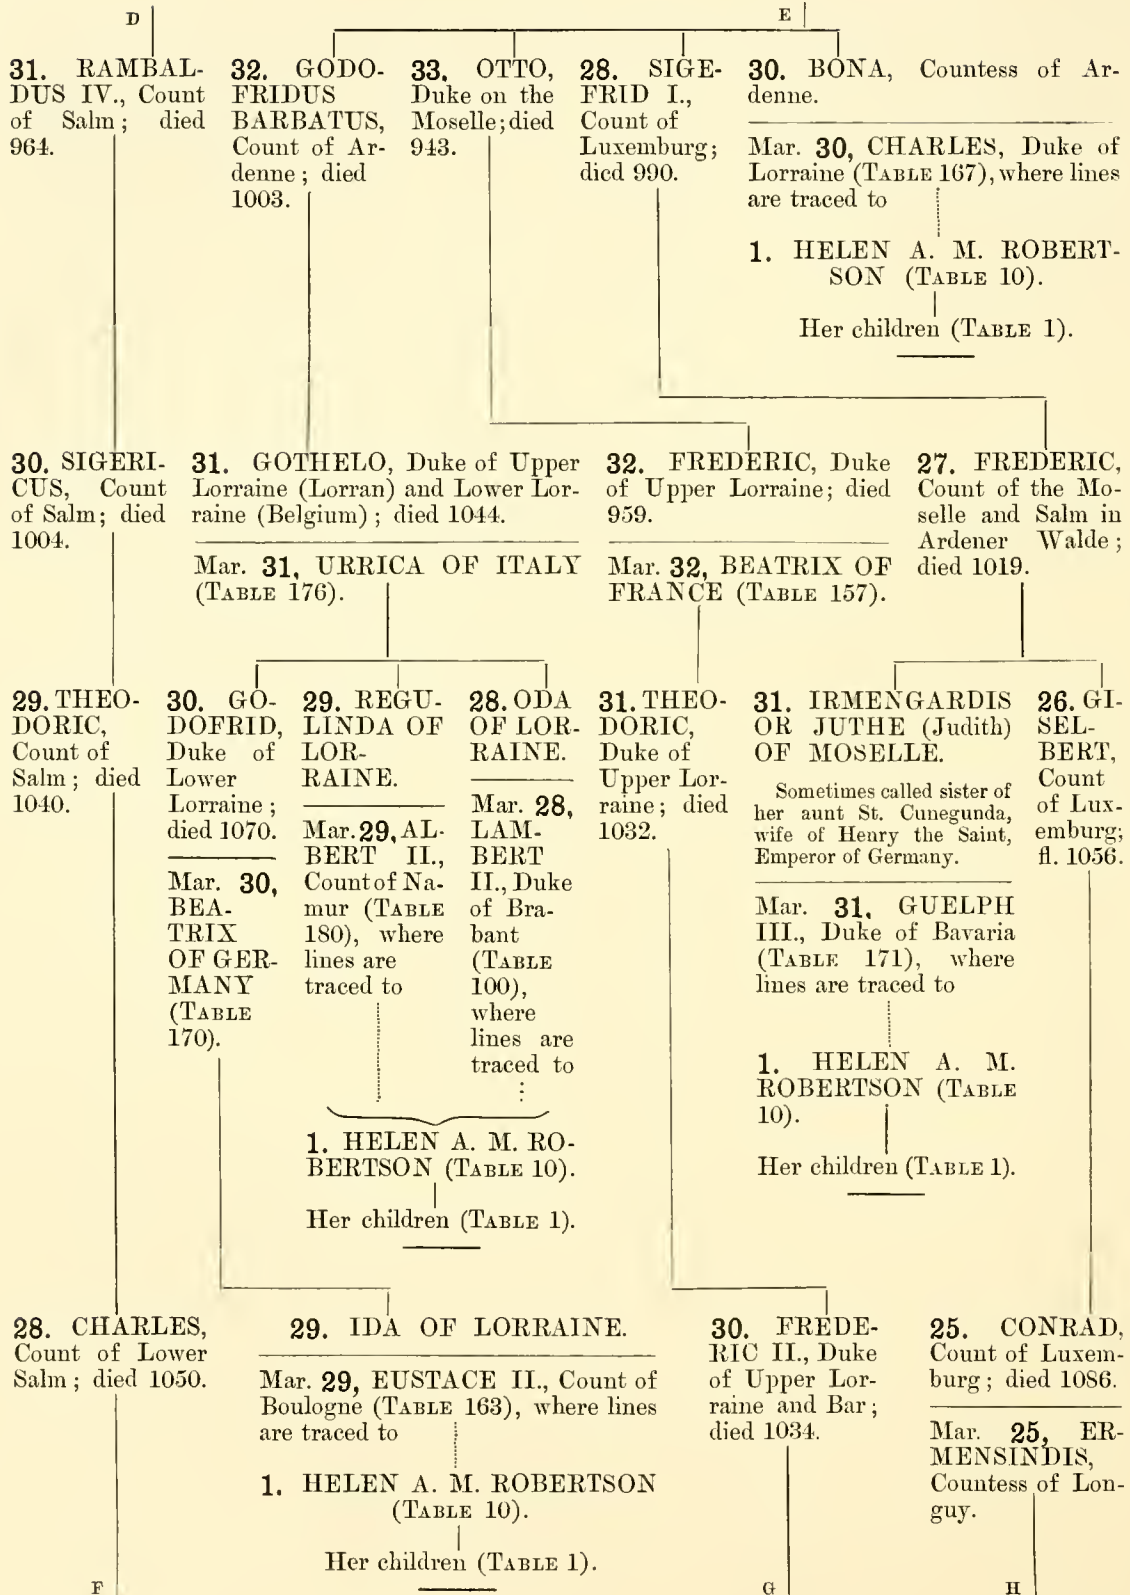 D
E
31. RAMBAL-
DUS IV., Count
of Salm; died
964.
32. GODO-
FRIDUS
BARBATUS,
Count of Ar-
denne; died
1003.
33. OTTO,
Duke on the
Moselle; died
943.
28. SIGE-
FRID I.,
Count of
Luxemburg;
died 990.
30. BONA, Countess of Ar-
denne.
Mar. 30, CHARLES, Duke of
Lorraine (TABLE 167), where lines
are traced to
1. HELEN A. M. ROBERT-
SON (TABLE 10).
Her children (TABLE 1).
30. SIGERI-
CUS, Count
of Salm; died
1004.
31. GOTHELO, Duke of Upper
Lorraine (Lorran) and Lower Lor-
raine (Belgium); died 1044.
Mar. 31, URRICA OF ITALY
(TABLE 176).
32. FREDERIC, Duke
of Upper Lorraine; died
959.
Mar. 32, BEATRIX OF
FRANCE (TABLE 157).
27. FREDERIC,
Count of the Mo-
selle and Salm in
Ardener Walde;
died 1019.
29. THEO-
DORIC,
Count of
Salm; died
1040.
30. GO-
DOFRID,
Duke of
Lower
Lorraine;
died 1070.
Mar. 30,
BEA-
TRIX
OF GER-
MANY
(TABLE
170).
29. REGU-
LINDA OF
LOR-
RAINE.
Mar. 29, AL-
BERT II.,
Count of Na-
mur (TABLE
180), where
lines are
traced to
28. ODA
OF LOR-
RAINE.
Mar. 28,
LAM-
BERT
II., Duke
of Bra-
bant
(TABLE
100),
where
lines are
traced to
1. HELEN A. M. RO-
BERTSON (TABLE 10).
Her children (TABLE 1).
31. THEO-
DORIC,
Duke of
Upper Lor-
raine; died
1032.
31. IRMENGARDIS
OR JUTHE (Judith)
OF MOSELLE.
Sometimes called sister of
her aunt St. Cunegunda,
wife of Henry the Saint,
Emperor of Germany.
Mar. 31, GUELPH
III., Duke of Bavaria
(TABLE 171), where
lines are traced to
1. HELEN A. M.
ROBERTSON (TABLE
10).
Her children (TABLE 1).
26. GI-
SEL-
BERT,
Count
of Lux-
emburg;
fl. 1056.
28. CHARLES,
Count of Lower
Salm; died 1050.
29. IDA OF LORRAINE.
Mar. 29, EUSTACE II., Count of
Boulogne (TABLE 163), where lines
are traced to
1. HELEN A. M. ROBERTSON
(TABLE 10).
Her children (TABLE 1).
30. FREDE-
RIC II., Duke
of Upper Lor-
raine and Bar;
died 1034.
25. CONRAD,
Count of Luxem-
burg; died 1086.
Mar. 25, ER-
MENSINDIS,
Countess of Lon-
guy.
F
G
H